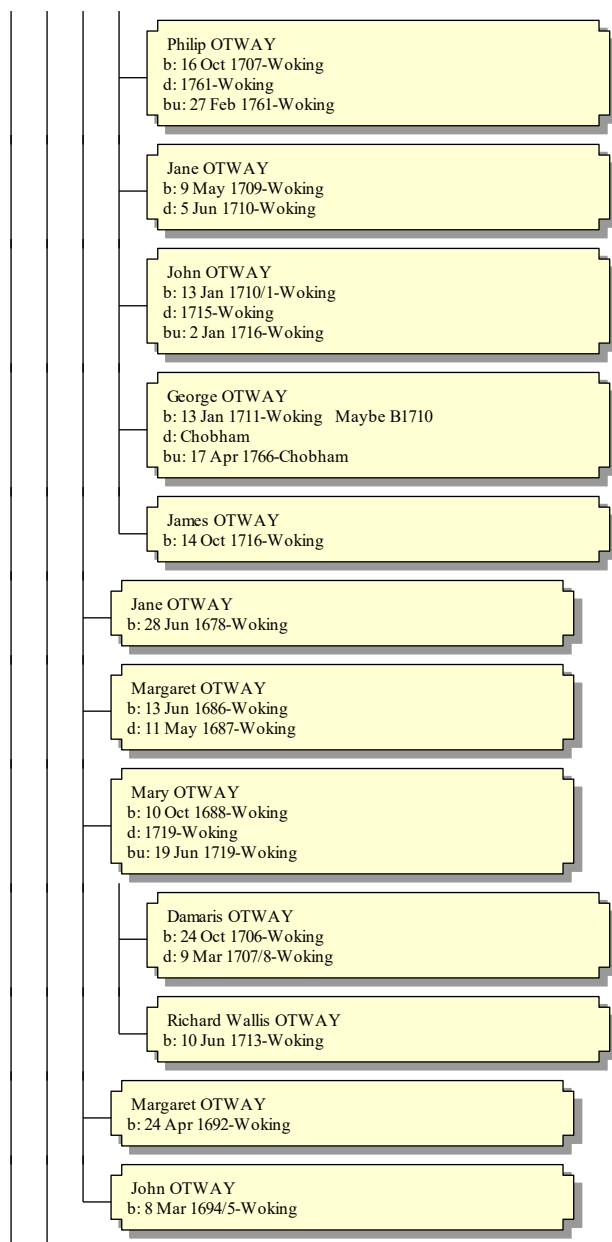 Philip OTWAY
b: 16 Oct 1707-Woking
d: 1761-Woking
bu: 27 Feb 1761-Woking
Jane OTWAY
b: 9 May 1709-Woking
d: 5 Jun 1710-Woking
John OTWAY
b: 13 Jan 1710/1-Woking
d: 1715-Woking
bu: 2 Jan 1716-Woking
George OTWAY
b: 13 Jan 1711-Woking   Maybe B1710
d: Chobham
bu: 17 Apr 1766-Chobham
James OTWAY
b: 14 Oct 1716-Woking
Jane OTWAY
b: 28 Jun 1678-Woking
Margaret OTWAY
b: 13 Jun 1686-Woking
d: 11 May 1687-Woking
Mary OTWAY
b: 10 Oct 1688-Woking
d: 1719-Woking
bu: 19 Jun 1719-Woking
Damaris OTWAY
b: 24 Oct 1706-Woking
d: 9 Mar 1707/8-Woking
Richard Wallis OTWAY
b: 10 Jun 1713-Woking
Margaret OTWAY
b: 24 Apr 1692-Woking
John OTWAY
b: 8 Mar 1694/5-Woking